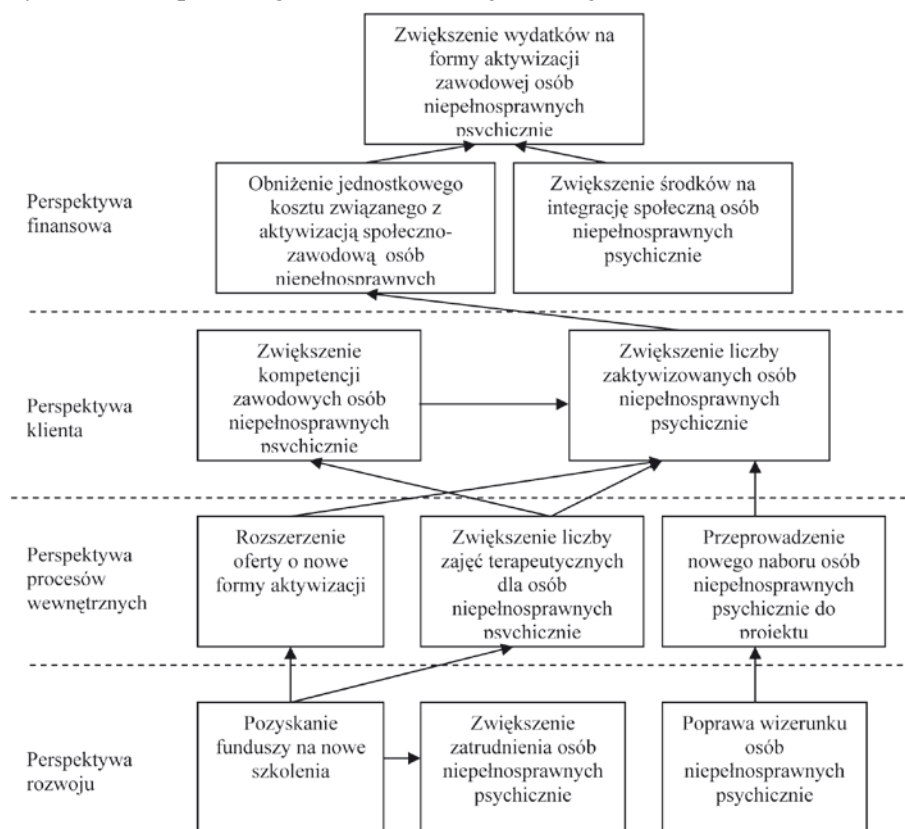 Zwiększenie wydatków na
formy aktywizacji
zawodowej osób
niepełnosprawnych
psychicznie
Perspektywa
finansowa
Obniżenie jednostkowego
kosztu związanego z
aktywizacją społeczno-
zawodową osób
niepełnosprawnych
Zwiększenie środków na
integrację społeczną osób
niepełnosprawnych
psychicznie
Perspektywa
klienta
Zwiększenie
kompetencji
zawodowych osób
niepełnosprawnych
psychicznie
Zwiększenie liczby
zaktywizowanych osób
niepełnosprawnych
psychicznie
Perspektywa
procesów
wewnętrznych
Rozszerzenie
oferty o nowe
formy aktywizacji
Zwiększenie liczby
zajęć terapeutycznych
dla osób
niepełnosprawnych
psychicznie
Przeprowadzenie
nowego naboru osób
niepełnosprawnych
psychicznie do
projektu
Perspektywa
rozwoju
Pozyskanie
funduszy na nowe
szkolenia
Zwiększenie
zatrudnienia osób
niepełnosprawnych
psychicznie
Poprawa wizerunku
osób
niepełnosprawnych
psychicznie